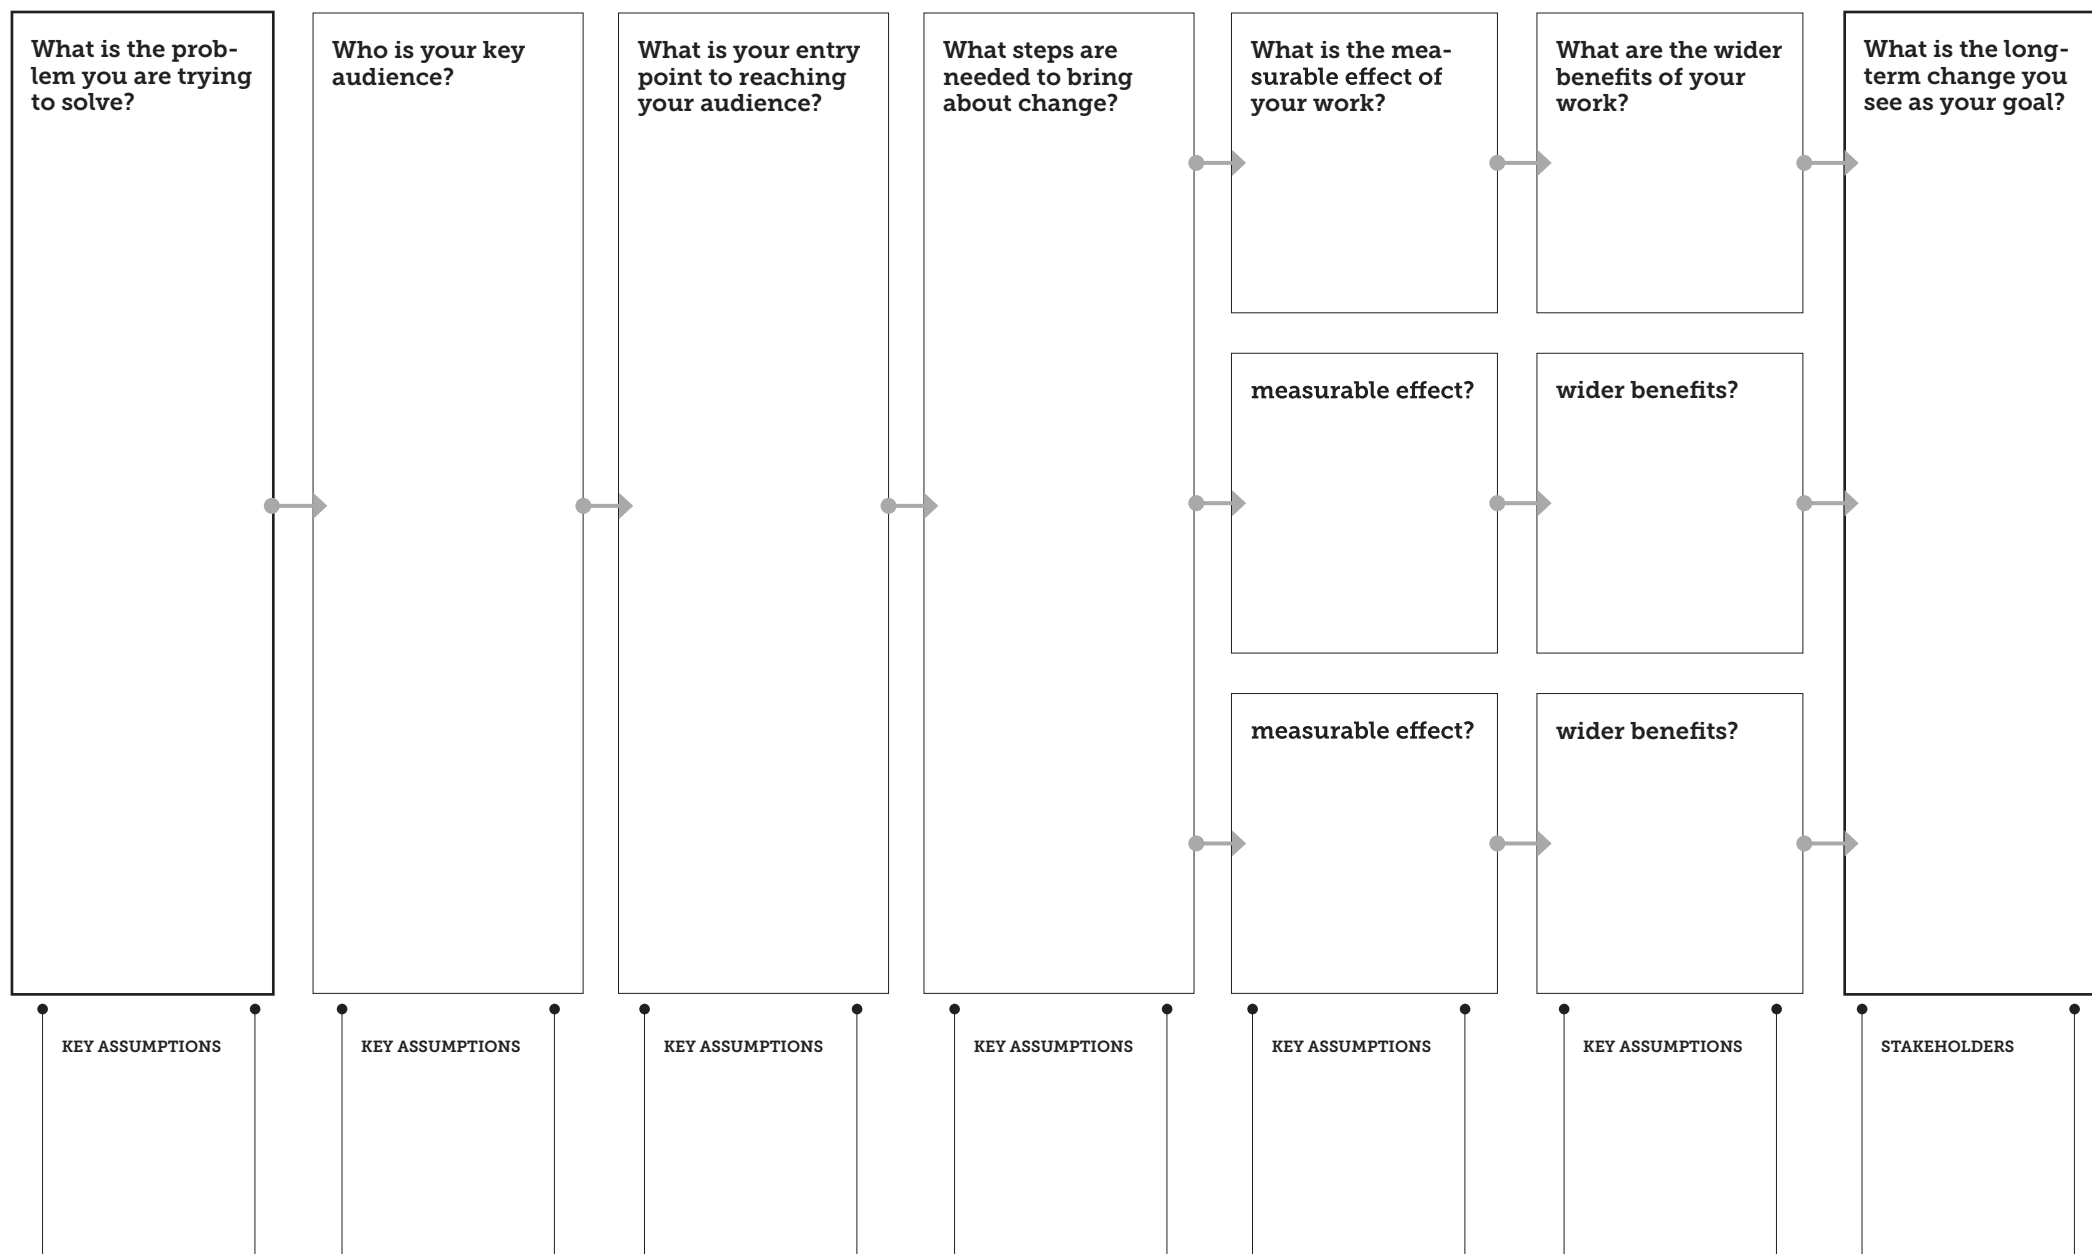 What is the prob-
lem you are trying
to solve?
Who is your key
audience?
What is your entry
point to reaching
your audience?
What steps are
needed to bring
about change?
What is the mea-
surable effect of
your work?
What are the wider
benefits of your
work?
What is the long-
term change you
see as your goal?
measurable effect?
wider benefits?
measurable effect?
wider benefits?
KEY ASSUMPTIONS
KEY ASSUMPTIONS
KEY ASSUMPTIONS
KEY ASSUMPTIONS
KEY ASSUMPTIONS
KEY ASSUMPTIONS
STAKEHOLDERS